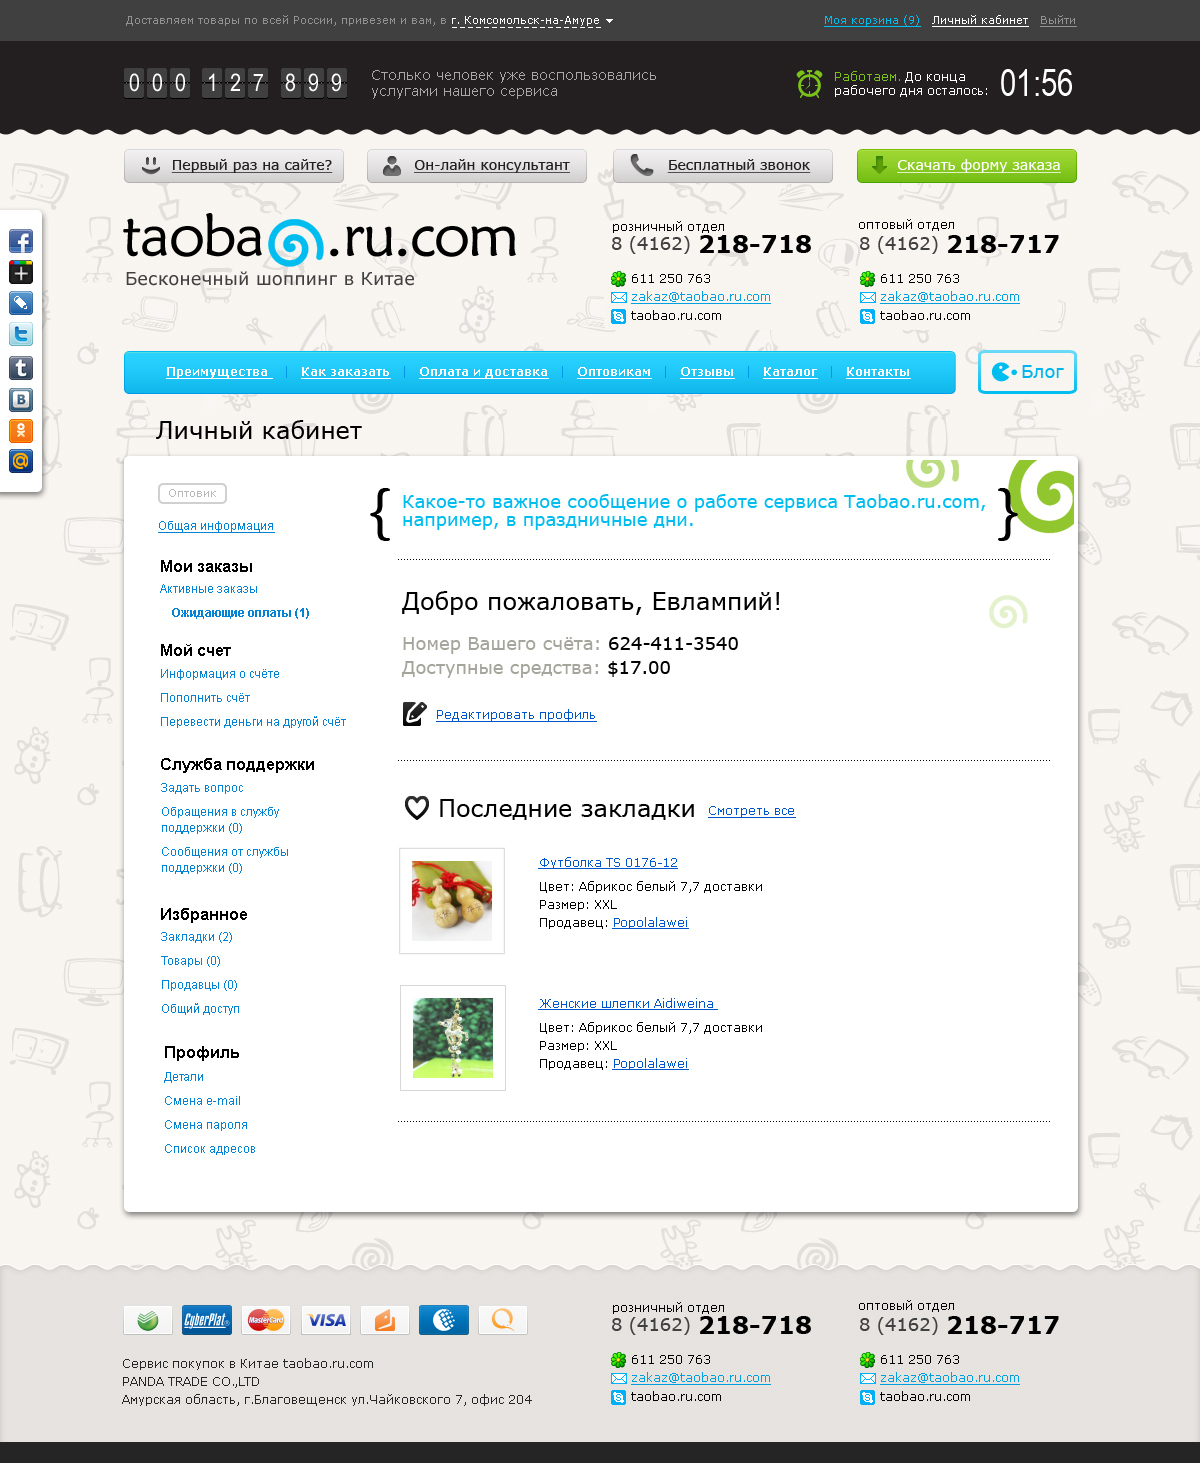 Доставляем товары по всей России, привезем и вам, в г. Комсомольск-на-Амуре
Моя корзина (9) Личный кабинет Выйти
000 127 899
Столько человек уже воспользовались
услугами нашего сервиса
Работаем. До конца
рабочего дня осталось:
01:56
Первый раз на сайте?
Он-лайн консультант
Бесплатный звонок
Скачать форму заказа
taobao.ru.com
Бесконечный шоппинг в Китае
розничный отдел
8 (4162) 218-718
611 250 763
zakaz@taobao.ru.com
taobao.ru.com
оптовый отдел
8 (4162) 218-717
611 250 763
zakaz@taobao.ru.com
taobao.ru.com
Преимущества Как заказать Оплата и доставка Оптовикам Отзывы Каталог Контакты
Блог
Личный кабинет
Оптовик
Общая информация
Мои заказы
Активные заказы
Ожидающие оплаты (1)
Мой счет
Информация о счёте
Пополнить счёт
Перевести деньги на другой счёт
Служба поддержки
Задать вопрос
Обращения в службу
поддержки (0)
Сообщения от службы
поддержки (0)
Избранное
Закладки (2)
Товары (0)
Продавцы (0)
Общий доступ
Профиль
Детали
Смена e-mail
Смена пароля
Список адресов
{ Какое-то важное сообщение о работе сервиса Taobao.ru.com, }
например, в праздничные дни.
Добро пожаловать, Евлампий!
Номер Вашего счёта: 624-411-3540
Доступные средства: $17.00
Редактировать профиль
Последние закладки Смотреть все
Футболка TS 0176-12
Цвет: Абрикос белый 7,7 доставки
Размер: XXL
Продавец: Popolalawei
Женские шлепки Aidiweina
Цвет: Абрикос белый 7,7 доставки
Размер: XXL
Продавец: Popolalawei
CyberPlat MasterCard VISA
Сервис покупок в Китае taobao.ru.com
PANDA TRADE CO.,LTD
Амурская область, г.Благовещенск ул.Чайковского 7, офис 204
розничный отдел
8 (4162) 218-718
611 250 763
zakaz@taobao.ru.com
taobao.ru.com
оптовый отдел
8 (4162) 218-717
611 250 763
zakaz@taobao.ru.com
taobao.ru.com